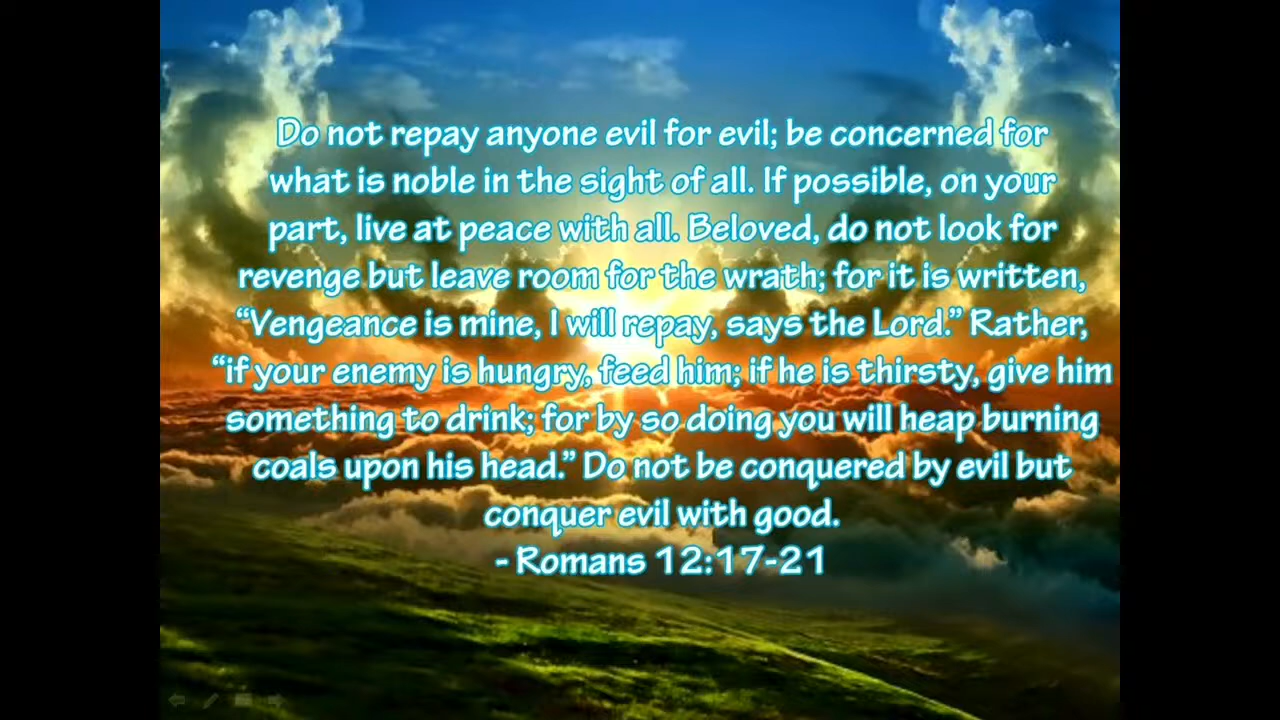 Do not repay anyone evil for evil; be concerned for
what is noble in the sight of all. If possible, on your
part, live at peace with all. Beloved, do not look for
revenge but leave room for the wrath; for it is written,
“Vengeance is mine, I will repay, says the Lord.” Rather,
“if your enemy is hungry, feed him; if he is thirsty, give him
something to drink; for by so doing you will heap burning
coals upon his head.” Do not be conquered by evil but
conquer evil with good.
- Romans 12:17-21